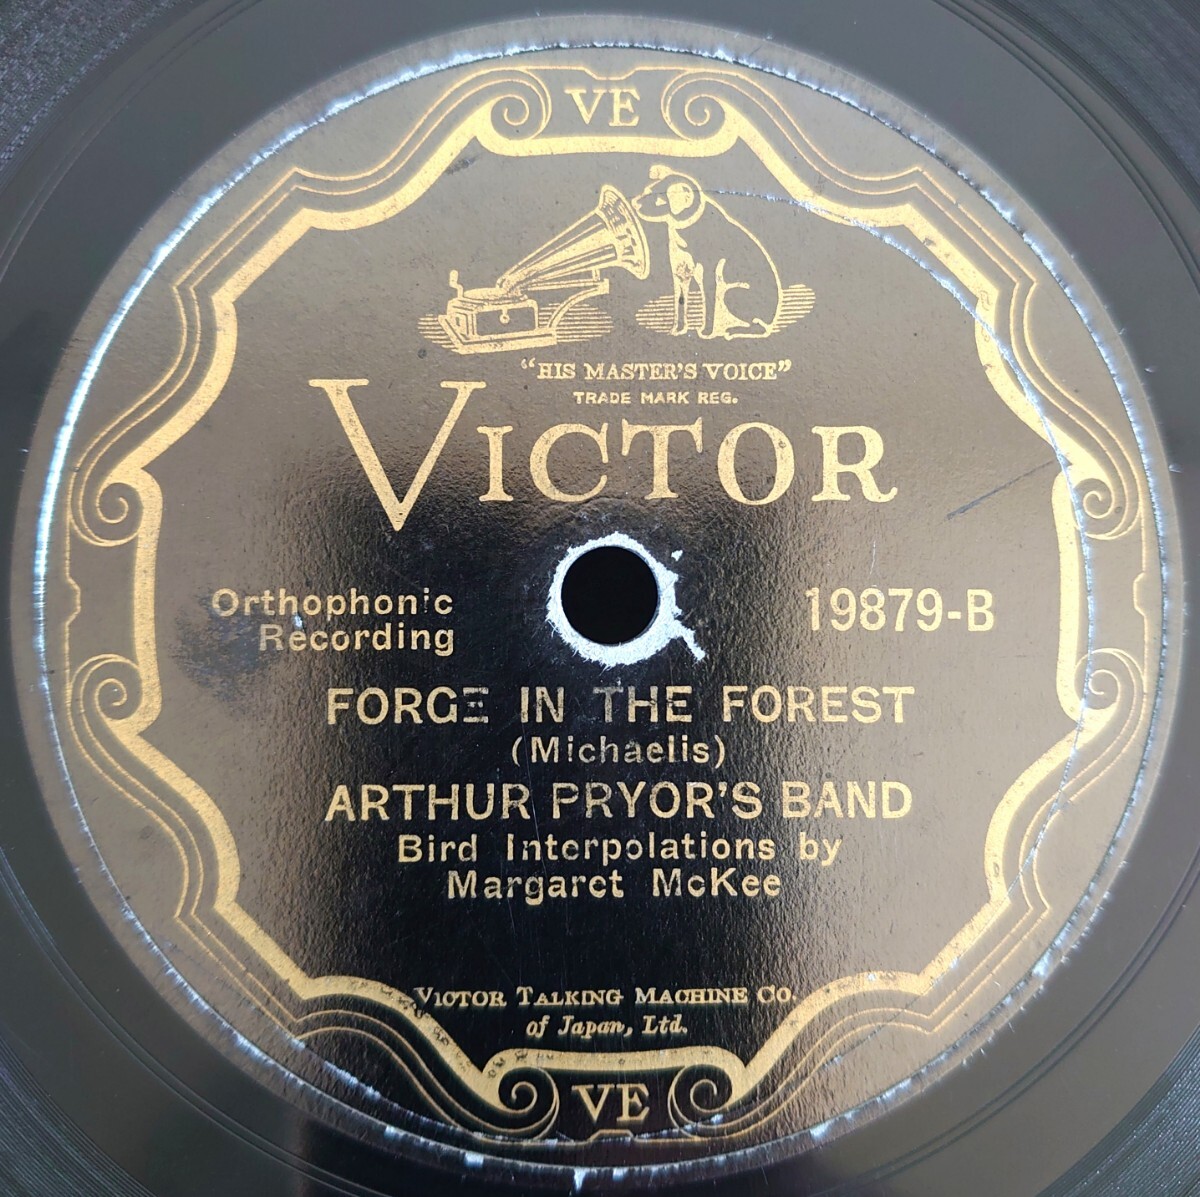 VE
"HIS MASTER'S VOICE"
TRADE MARK REG.
VICTOR
Orthophonic
Recording
19879-B
FORGE IN THE FOREST
(Michaelis)
ARTHUR PRYOR'S BAND
Bird Interpolations by
Margaret McKee
VICTOR TALKING MACHINE CO.
of Japan, Ltd.
VE